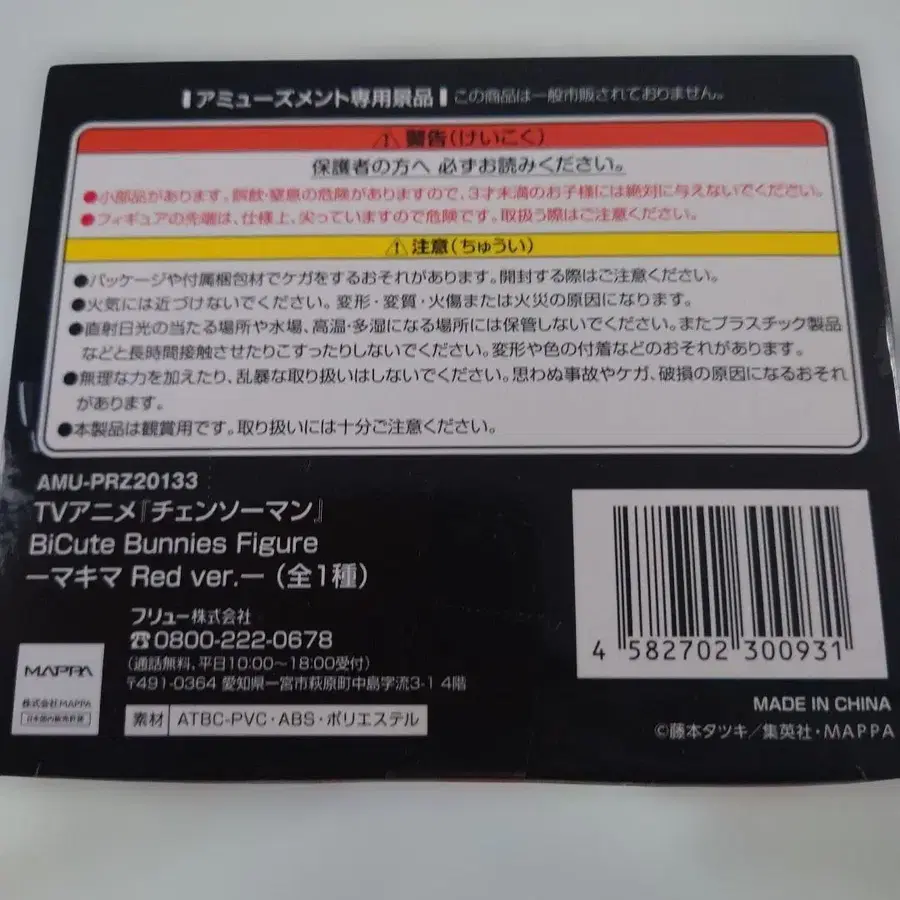 アミューズメント専用景品 この商品は一般市販されておりません。
⚠警告(けいこく)
保護者の方へ 必ずお読みください。
●小部品があります。誤飲・窒息の危険がありますので、3才未満のお子様には絶対に与えないでください。
●フィギュアの先端は、仕様上、尖っていますので危険です。取扱う際はご注意ください。
⚠注意(ちゅうい)
●パッケージや付属梱包材でケガをするおそれがあります。開封する際はご注意ください。
●火気には近づけないでください。変形・変質・火傷または火災の原因になります。
●直射日光の当たる場所や水場、高温・多湿になる場所には保管しないでください。またプラスチック製品
などと長時間接触させたりこすったりしないでください。変形や色の付着などのおそれがあります。
●無理な力を加えたり、乱暴な取り扱いはしないでください。思わぬ事故やケガ、破損の原因になるおそれ
があります。
●本製品は観賞用です。取り扱いには十分ご注意ください。
AMU-PRZ20133
TVアニメ『チェンソーマン』
BiCute Bunnies Figure
ーマキマ Red ver.ー(全1種)
フリュー株式会社
☎0800-222-0678
(通話無料、平日10:00~18:00受付)
〒491-0364 愛知県一宮市萩原町中島字流3-1 4階
素材 ATBC-PVC・ABS・ポリエステル
MAPPA
株式会社MAPPA
日本国内販売許諾
4 582702 300931
MADE IN CHINA
©藤本タツキ/集英社・MAPPA